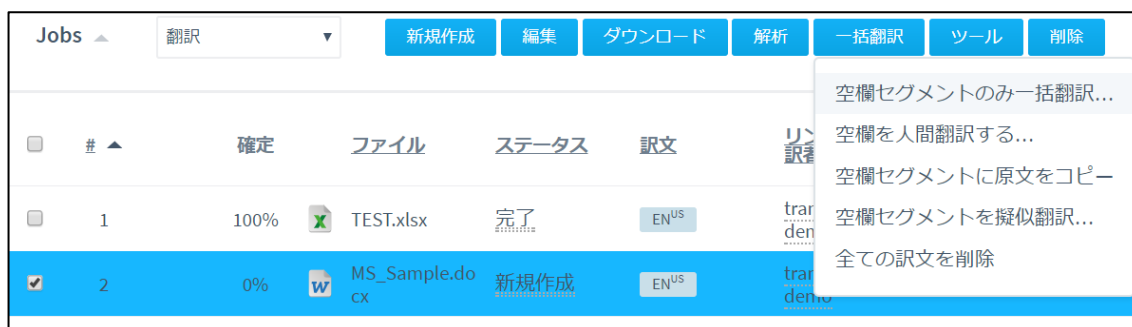 Jobs 翻訳 新規作成 編集 ダウンロード 解析 一括翻訳 ツール 削除
空欄セグメントのみ一括翻訳...
空欄を人間翻訳する...
空欄セグメントに原文をコピー
空欄セグメントを擬似翻訳...
全ての訳文を削除
# 確定 ファイル ステータス 訳文
1 100% TEST.xlsx 完了 EN US
2 0% MS_Sample.do
cx 新規作成 EN US
demo